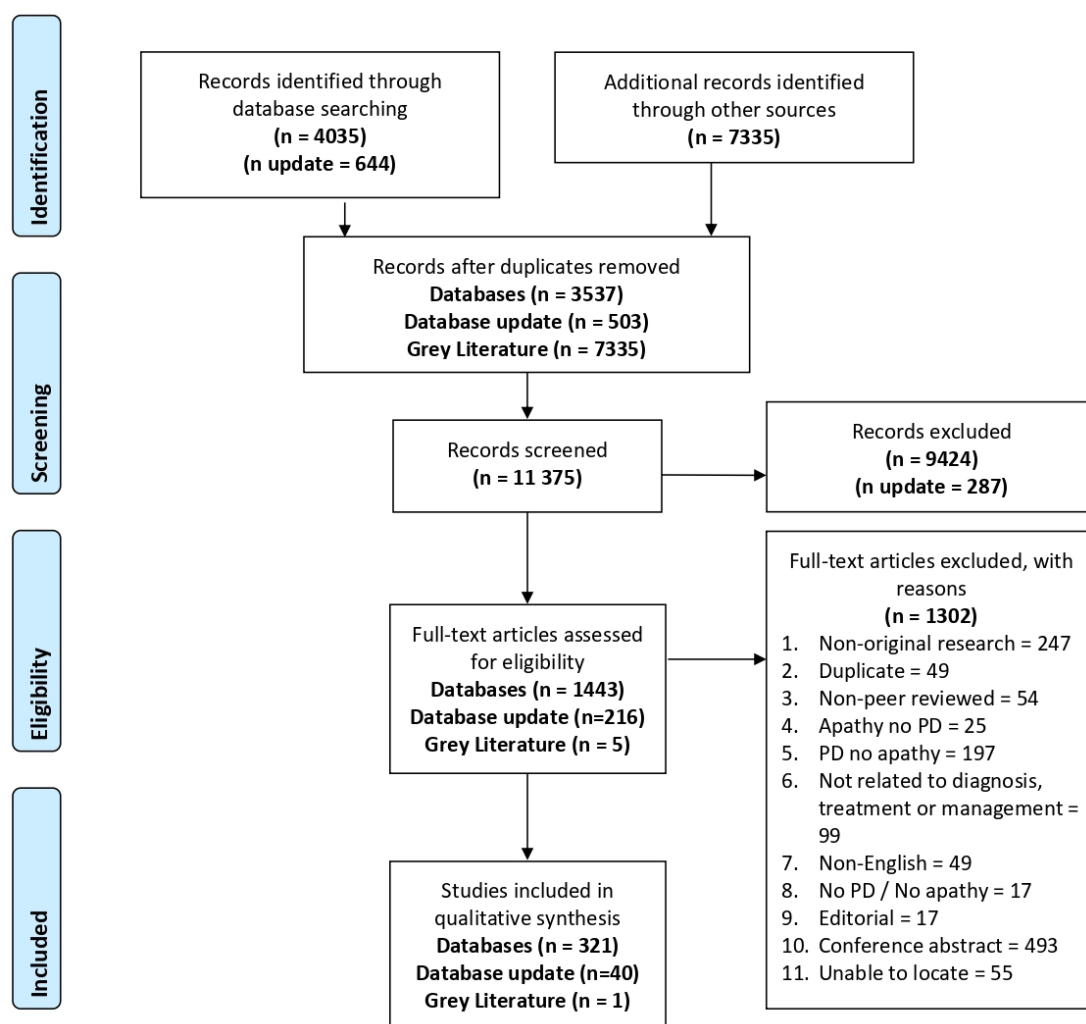 Identification
Records identified through
database searching
(n = 4035)
(n update = 644)
Additional records identified
through other sources
(n = 7335)
Records after duplicates removed
Databases (n = 3537)
Database update (n = 503)
Grey Literature (n = 7335)
Screening
Records screened
(n = 11 375)
Records excluded
(n = 9424)
(n update = 287)
Eligibility
Full-text articles assessed
for eligibility
Databases (n = 1443)
Database update (n=216)
Grey Literature (n = 5)
Full-text articles excluded, with
reasons
(n = 1302)
1. Non-original research = 247
2. Duplicate = 49
3. Non-peer reviewed = 54
4. Apathy no PD = 25
5. PD no apathy = 197
6. Not related to diagnosis,
treatment or management =
99
7. Non-English = 49
8. No PD / No apathy = 17
9. Editorial = 17
10. Conference abstract = 493
11. Unable to locate = 55
Included
Studies included in
qualitative synthesis
Databases (n = 321)
Database update (n=40)
Grey Literature (n = 1)